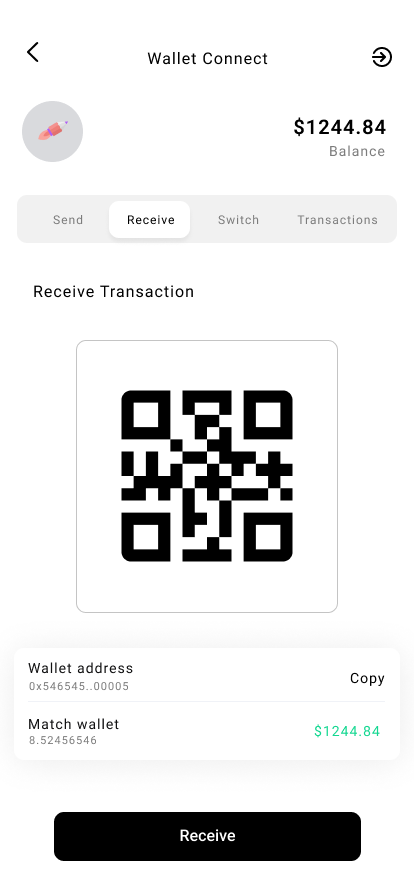 Wallet Connect
$1244.84
Balance
Send
Receive
Switch
Transactions
Receive Transaction
Wallet address
0x546545..00005
Copy
Match wallet
8.52456546
$1244.84
Receive